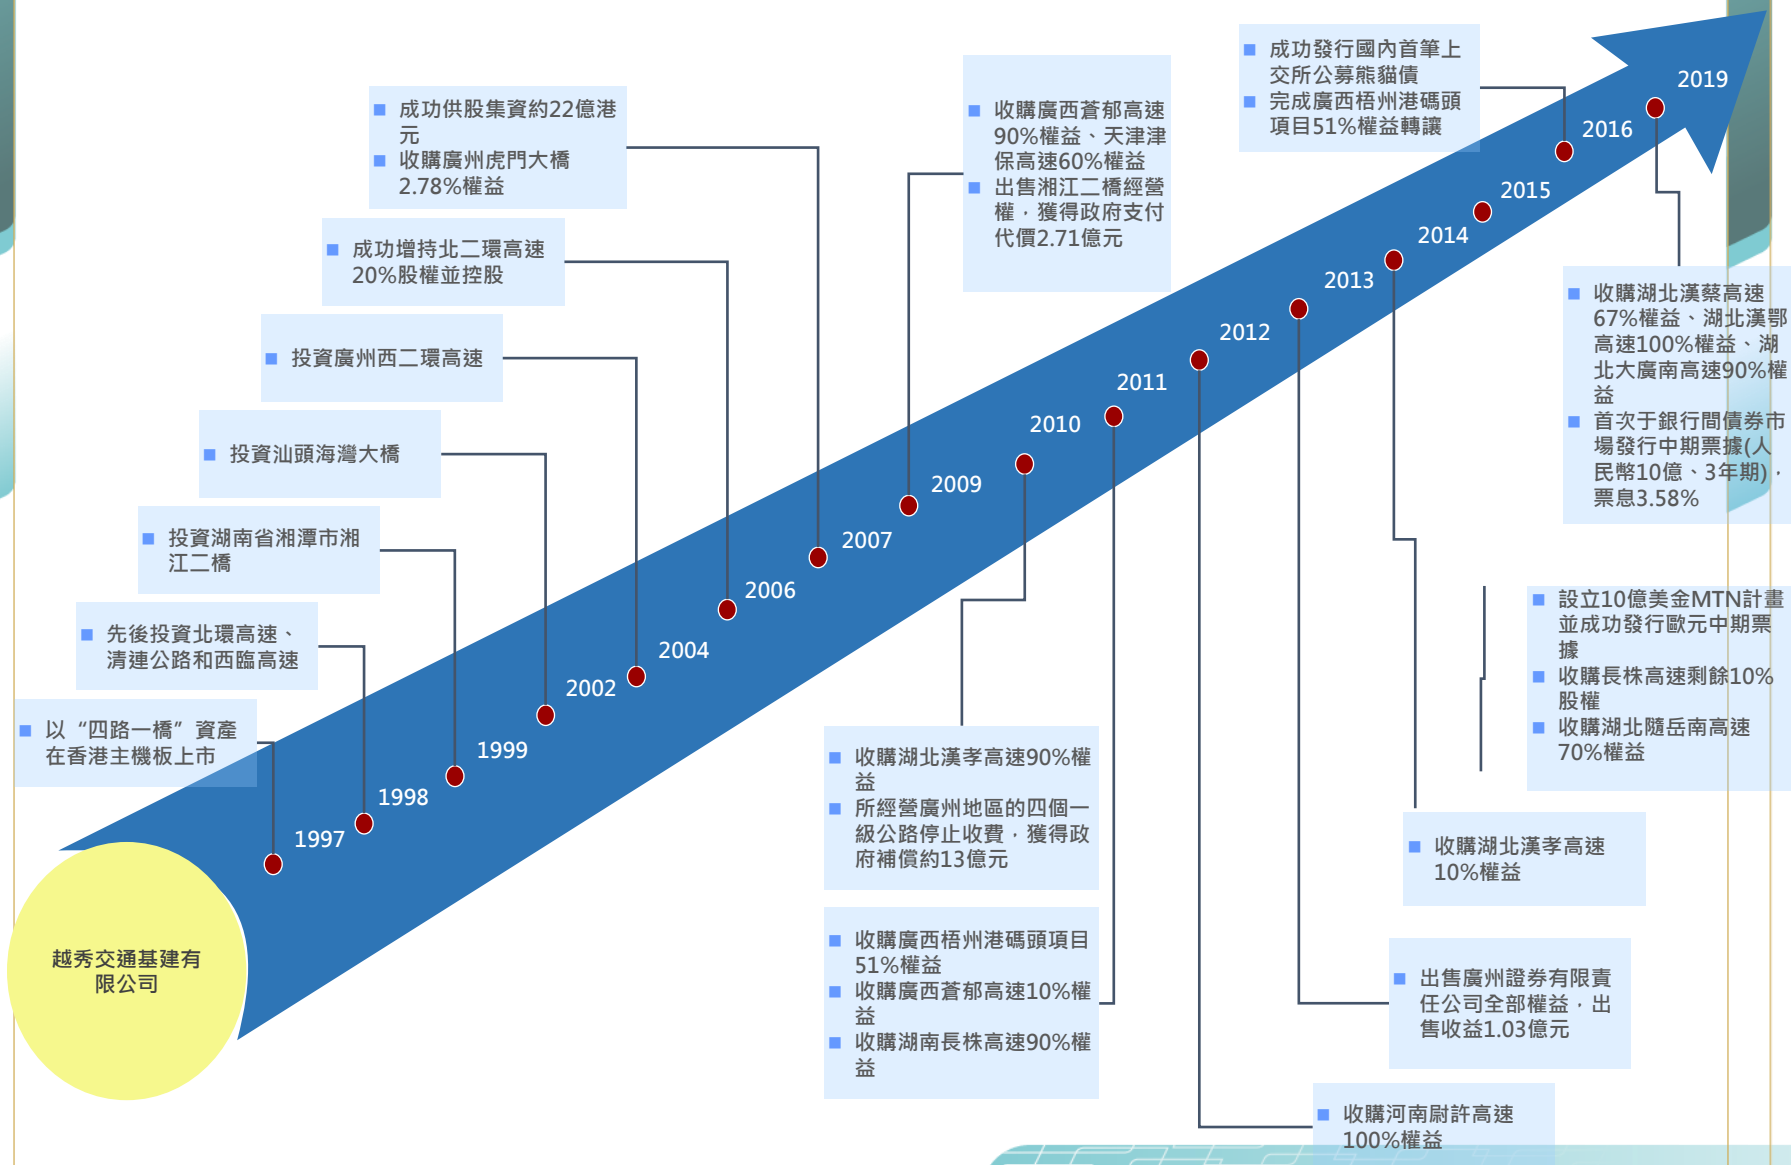 成功發行國內首筆上
交所公募熊貓債
完成廣西梧州港碼頭
項目51%權益轉讓
2019
2016
2015
2014
2013
2012
2011
2010
2009
2007
2006
2004
2002
1999
1998
1997
成功供股集資約22億港
元
收購廣州虎門大橋
2.78%權益
收購廣西蒼郁高速
90%權益、天津津
保高速60%權益
出售湘江二橋經營
權，獲得政府支付
代價2.71億元
成功增持北二環高速
20%股權並控股
投資廣州西二環高速
投資汕頭海灣大橋
投資湖南省湘潭市湘
江二橋
先後投資北環高速、
清連公路和西臨高速
以“四路一橋”資產
在香港主機板上市
越秀交通基建有
限公司
收購湖北漢蔡高速
67%權益、湖北漢鄂
高速100%權益、湖
北大廣南高速90%權
益
首次于銀行間債券市
場發行中期票據(人
民幣10億、3年期)，
票息3.58%
設立10億美金MTN計畫
並成功發行歐元中期票
據
收購長株高速剩餘10%
股權
收購湖北隨岳南高速
70%權益
收購湖北漢孝高速90%權
益
所經營廣州地區的四個一
級公路停止收費，獲得政
府補償約13億元
收購湖北漢孝高速
10%權益
收購廣西梧州港碼頭項目
51%權益
收購廣西蒼郁高速10%權
益
收購湖南長株高速90%權
益
出售廣州證券有限責
任公司全部權益，出
售收益1.03億元
收購河南尉許高速
100%權益